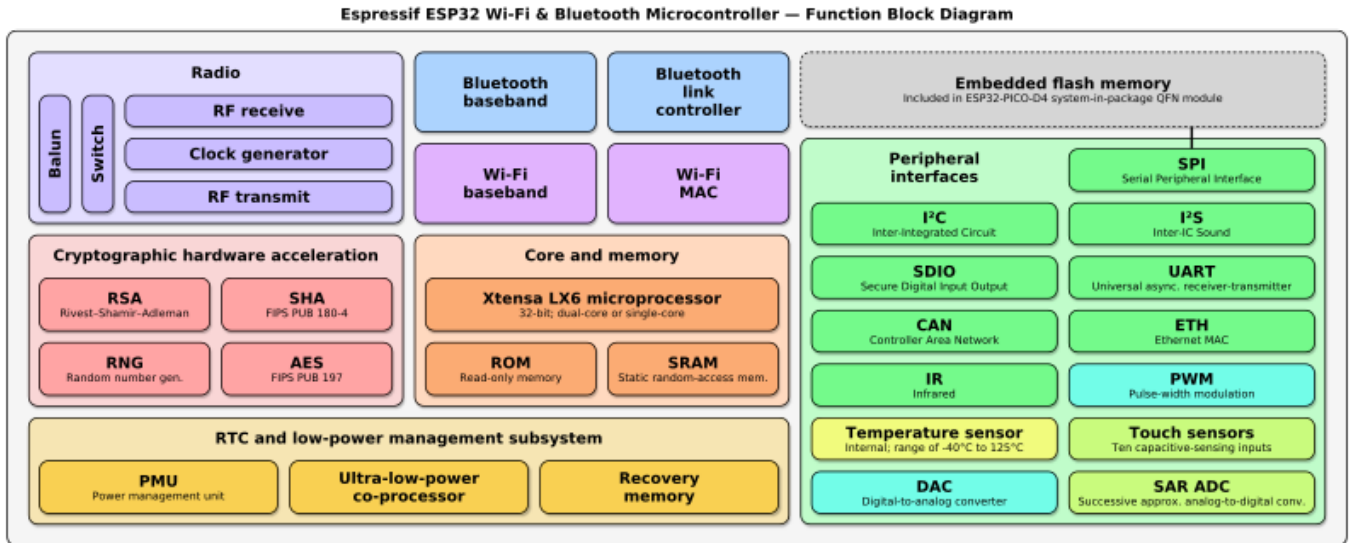 Espressif ESP32 Wi-Fi & Bluetooth Microcontroller — Function Block Diagram
Radio
Balun
Switch
RF receive
Clock generator
RF transmit
Bluetooth
baseband
Bluetooth
link
controller
Wi-Fi
baseband
Wi-Fi
MAC
Embedded flash memory
Included in ESP32-PICO-D4 system-in-package QFN module
Cryptographic hardware acceleration
RSA
Rivest–Shamir–Adleman
SHA
FIPS PUB 180-4
RNG
Random number gen.
AES
FIPS PUB 197
Core and memory
Xtensa LX6 microprocessor
32-bit; dual-core or single-core
ROM
Read-only memory
SRAM
Static random-access mem.
RTC and low-power management subsystem
PMU
Power management unit
Ultra-low-power
co-processor
Recovery
memory
Peripheral
interfaces
SPI
Serial Peripheral Interface
I²C
Inter-Integrated Circuit
I²S
Inter-IC Sound
SDIO
Secure Digital Input Output
UART
Universal async. receiver-transmitter
CAN
Controller Area Network
ETH
Ethernet MAC
IR
Infrared
PWM
Pulse-width modulation
Temperature sensor
Internal; range of -40°C to 125°C
Touch sensors
Ten capacitive-sensing inputs
DAC
Digital-to-analog converter
SAR ADC
Successive approx. analog-to-digital conv.